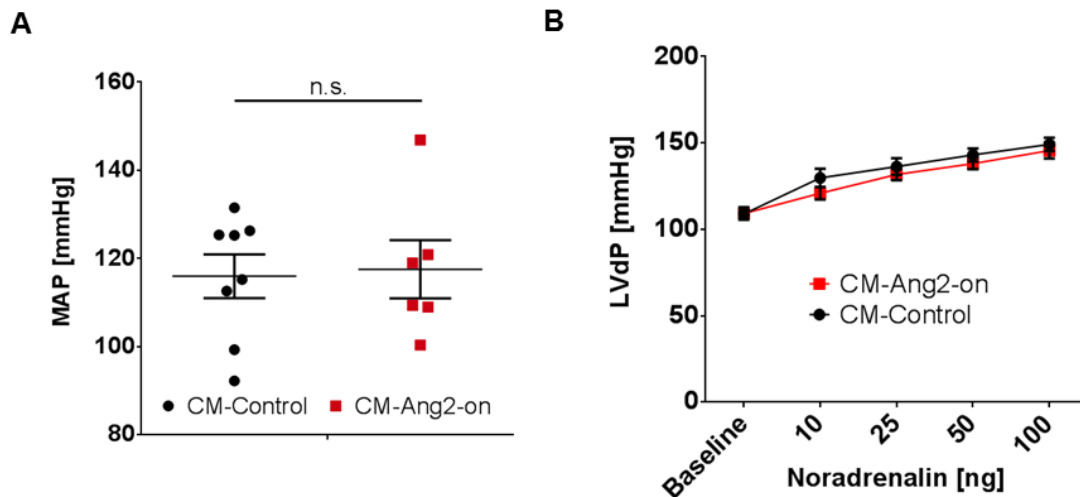 A
MAP [mmHg]
160
140
120
100
80
n.s.
CM-Control
CM-Ang2-on
B
LVdP [mmHg]
200
150
100
50
0
CM-Ang2-on
CM-Control
Baseline
10
25
50
100
Noradrenalin [ng]